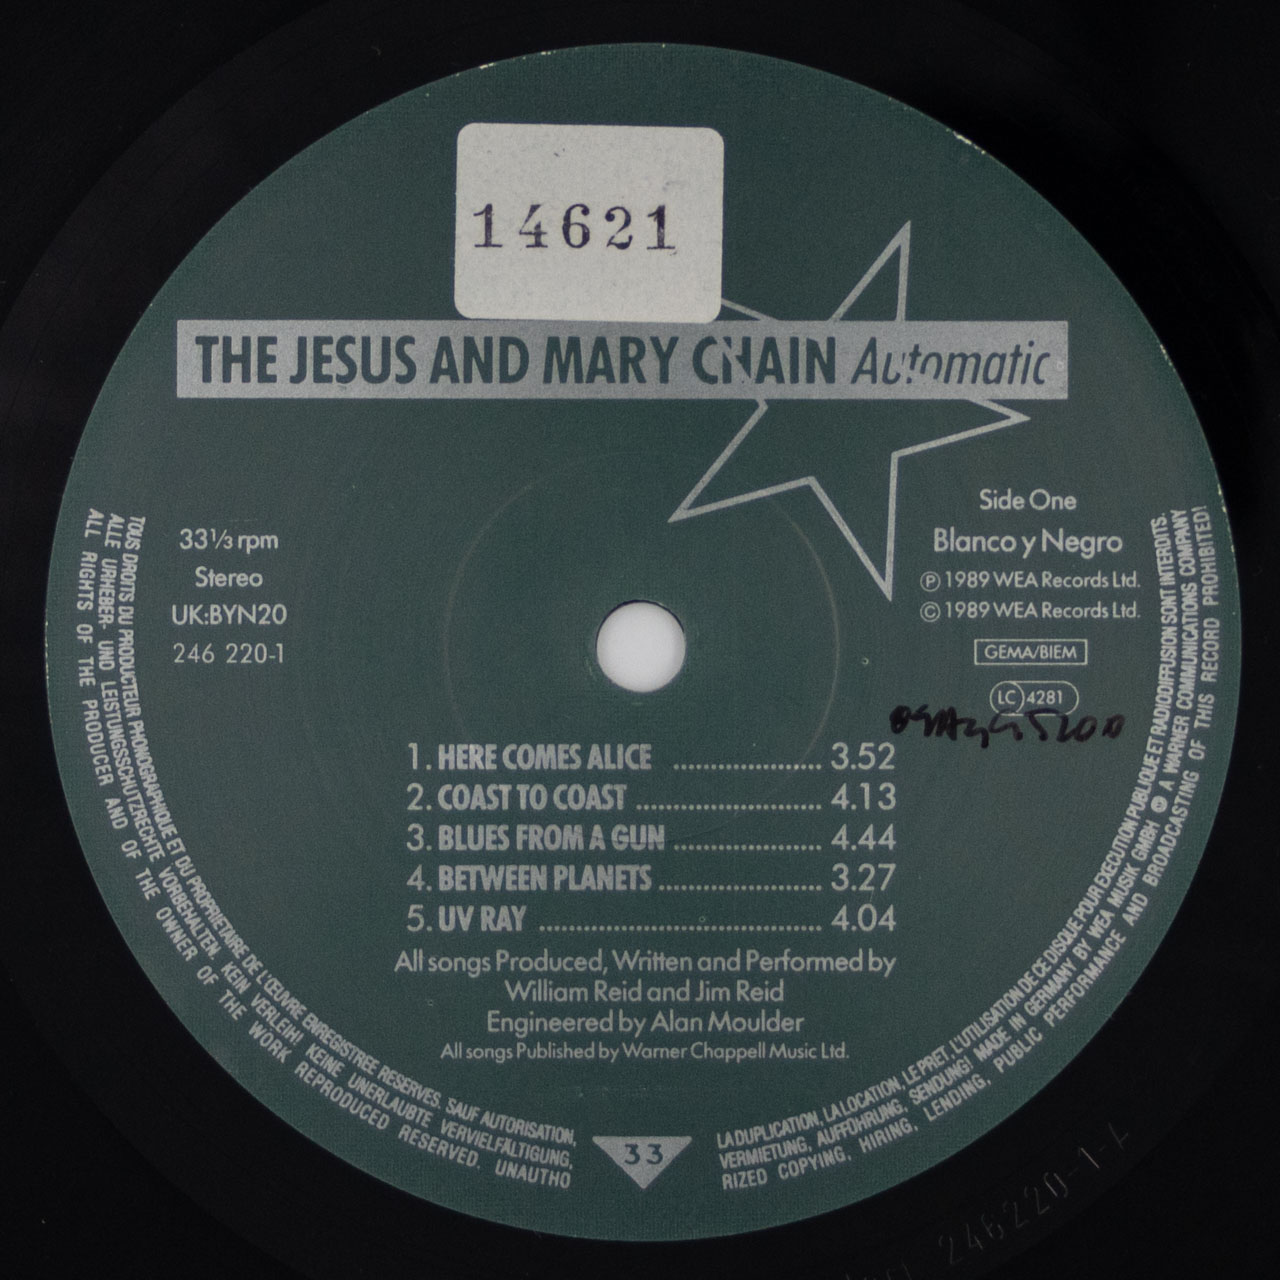 14621
THE JESUS AND MARY CHAIN Automatic
33⅓ rpm
Stereo
UK:BYN20
246 220-1
Side One
Blanco y Negro
℗ 1989 WEA Records Ltd.
© 1989 WEA Records Ltd.
GEMA/BIEM
LC 4281
1. HERE COMES ALICE .................... 3.52
2. COAST TO COAST ......................... 4.13
3. BLUES FROM A GUN .................... 4.44
4. BETWEEN PLANETS ...................... 3.27
5. UV RAY ...................................... 4.04
All songs Produced, Written and Performed by
William Reid and Jim Reid
Engineered by Alan Moulder
All songs Published by Warner Chappell Music Ltd.
33
TOUS DROITS DU PRODUCTEUR PHONOGRAPHIQUE ET DU PROPRIETAIRE DE L'ŒUVRE ENREGISTREE RESERVES. SAUF AUTORISATION, LA DUPLICATION, LA LOCATION, LE PRET, L'UTILISATION DE CE DISQUE POUR EXECUTION PUBLIQUE ET RADIODIFFUSION SONT INTERDITS.
ALLE URHEBER- UND LEISTUNGSSCHUTZRECHTE VORBEHALTEN. KEIN VERLEIH! KEINE UNERLAUBTE VERVIELFÄLTIGUNG, VERMIETUNG, AUFFÜHRUNG, SENDUNG! MADE IN GERMANY BY WEA MUSIK GMBH A WARNER COMMUNICATIONS COMPANY
ALL RIGHTS OF THE PRODUCER AND OF THE OWNER OF THE WORK REPRODUCED RESERVED. UNAUTHORIZED COPYING, HIRING, LENDING, PUBLIC PERFORMANCE AND BROADCASTING OF THIS RECORD PROHIBITED!
246220-1-